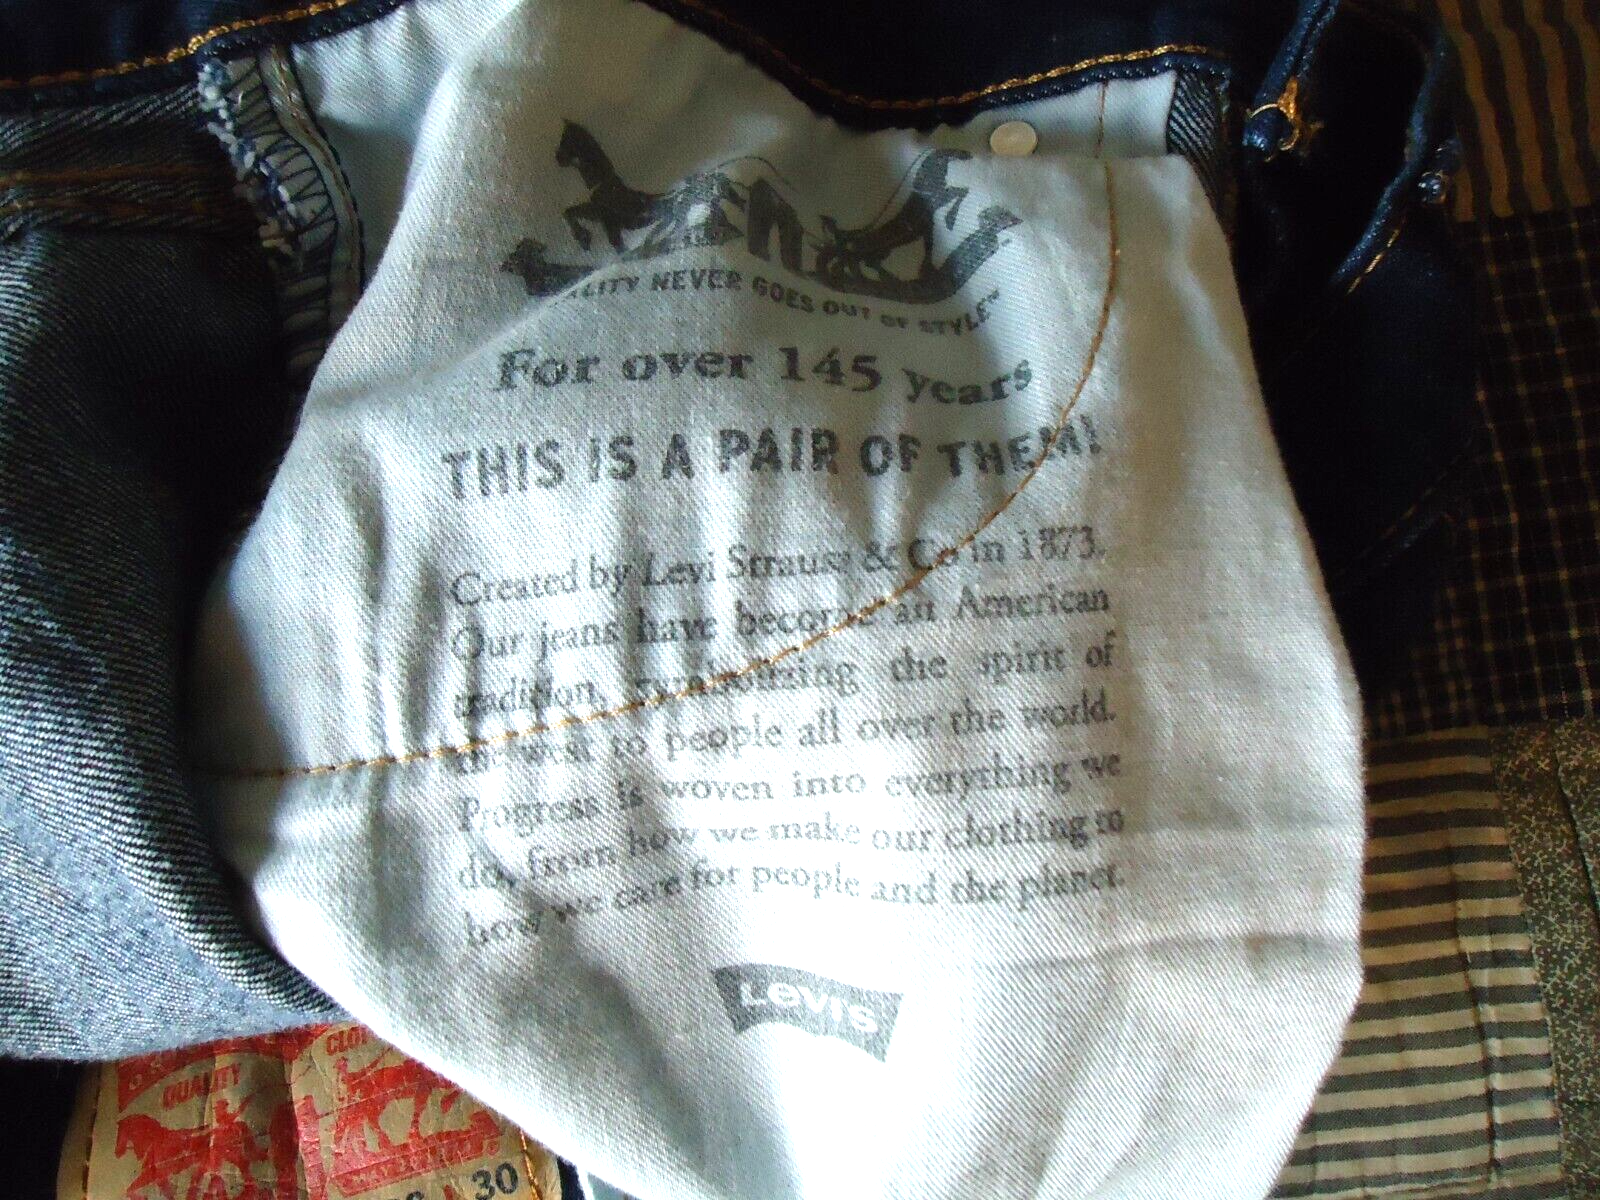 QUALITY NEVER GOES OUT OF STYLE™
For over 145 years
THIS IS A PAIR OF THEM!
Created by Levi Strauss & Co in 1873.
Our jeans have become an American
tradition, symbolizing the spirit of
the west to people all over the world.
Progress is woven into everything we
do, from how we make our clothing to
how we care for people and the planet.
LEVI'S
QUALITY
30